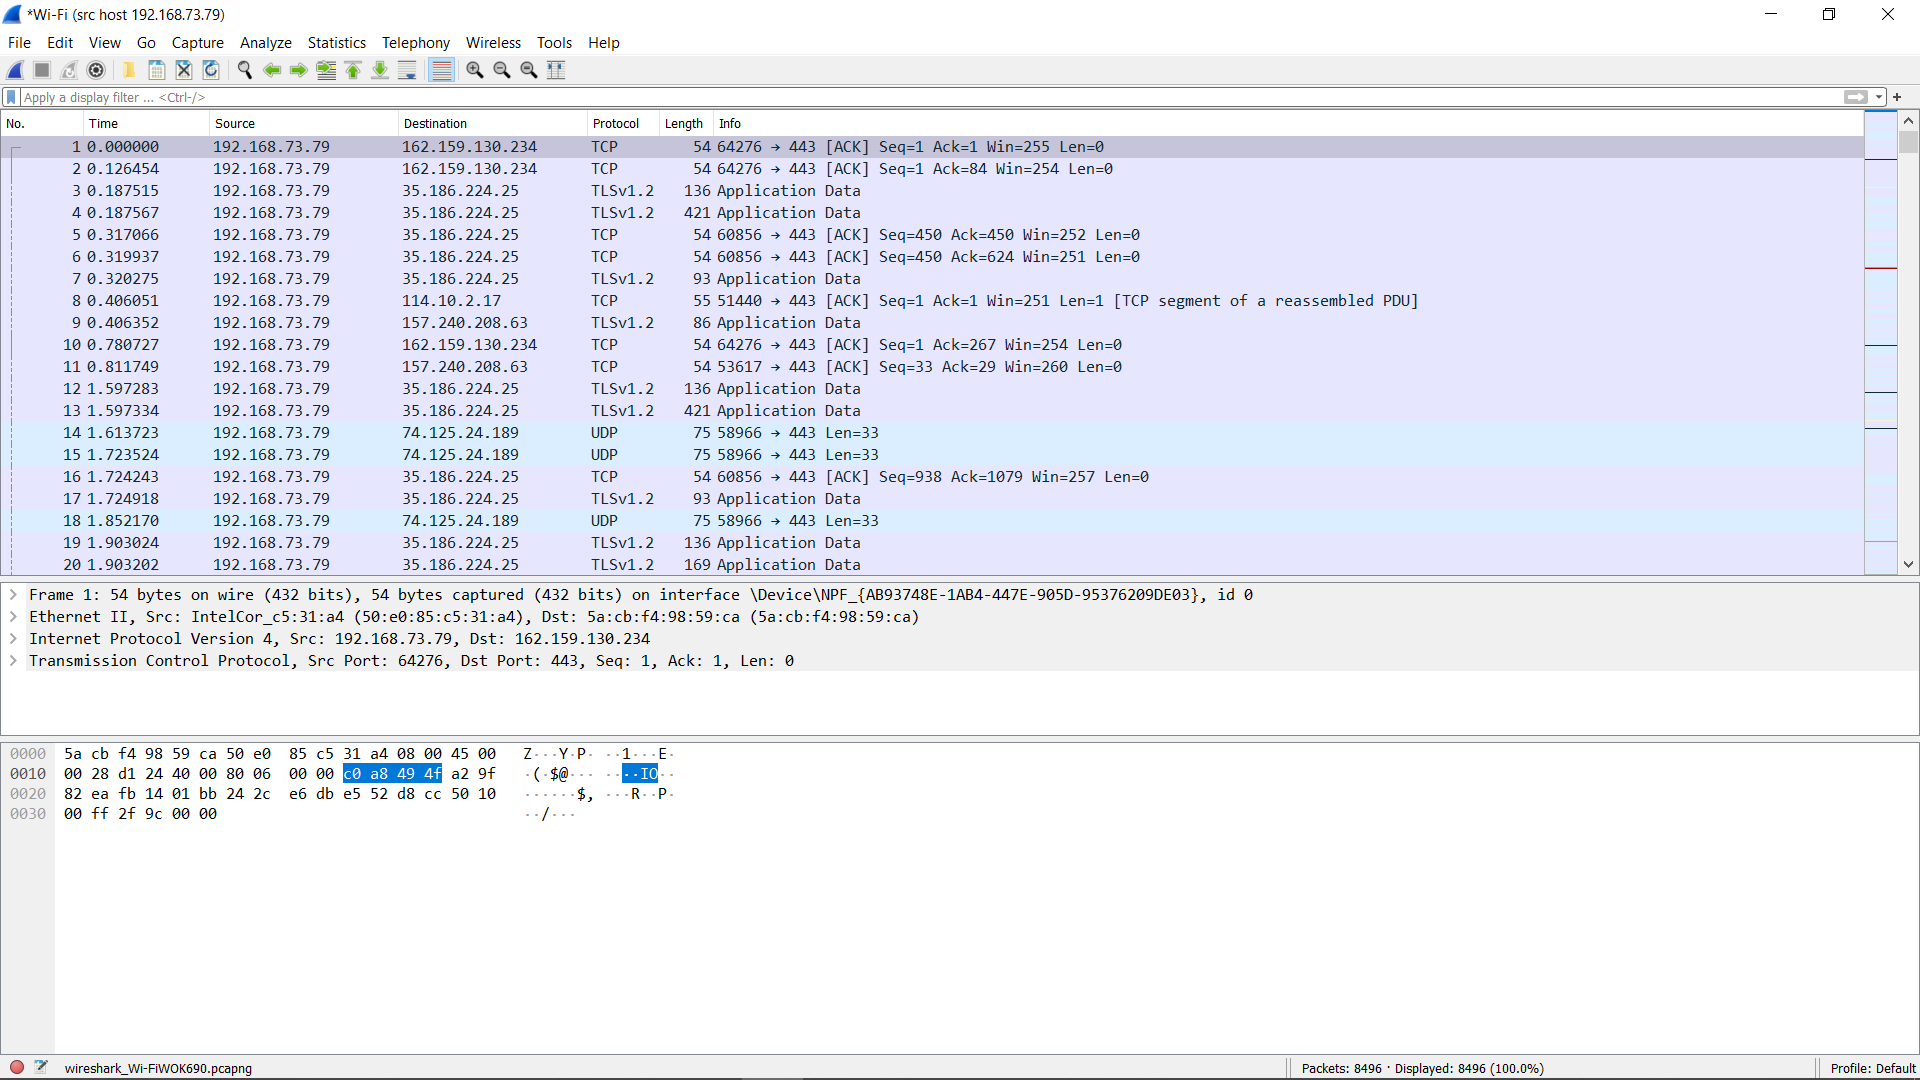 *Wi-Fi (src host 192.168.73.79)
File Edit View Go Capture Analyze Statistics Telephony Wireless Tools Help
Apply a display filter ... <Ctrl-/>
No. Time Source Destination Protocol Length Info
1 0.000000 192.168.73.79 162.159.130.234 TCP 54 64276 → 443 [ACK] Seq=1 Ack=1 Win=255 Len=0
2 0.126454 192.168.73.79 162.159.130.234 TCP 54 64276 → 443 [ACK] Seq=1 Ack=84 Win=254 Len=0
3 0.187515 192.168.73.79 35.186.224.25 TLSv1.2 136 Application Data
4 0.187567 192.168.73.79 35.186.224.25 TLSv1.2 421 Application Data
5 0.317066 192.168.73.79 35.186.224.25 TCP 54 60856 → 443 [ACK] Seq=450 Ack=450 Win=252 Len=0
6 0.319937 192.168.73.79 35.186.224.25 TCP 54 60856 → 443 [ACK] Seq=450 Ack=624 Win=251 Len=0
7 0.320275 192.168.73.79 35.186.224.25 TLSv1.2 93 Application Data
8 0.406051 192.168.73.79 114.10.2.17 TCP 55 51440 → 443 [ACK] Seq=1 Ack=1 Win=251 Len=1 [TCP segment of a reassembled PDU]
9 0.406352 192.168.73.79 157.240.208.63 TLSv1.2 86 Application Data
10 0.780727 192.168.73.79 162.159.130.234 TCP 54 64276 → 443 [ACK] Seq=1 Ack=267 Win=254 Len=0
11 0.811749 192.168.73.79 157.240.208.63 TCP 54 53617 → 443 [ACK] Seq=33 Ack=29 Win=260 Len=0
12 1.597283 192.168.73.79 35.186.224.25 TLSv1.2 136 Application Data
13 1.597334 192.168.73.79 35.186.224.25 TLSv1.2 421 Application Data
14 1.613723 192.168.73.79 74.125.24.189 UDP 75 58966 → 443 Len=33
15 1.723524 192.168.73.79 74.125.24.189 UDP 75 58966 → 443 Len=33
16 1.724243 192.168.73.79 35.186.224.25 TCP 54 60856 → 443 [ACK] Seq=938 Ack=1079 Win=257 Len=0
17 1.724918 192.168.73.79 35.186.224.25 TLSv1.2 93 Application Data
18 1.852170 192.168.73.79 74.125.24.189 UDP 75 58966 → 443 Len=33
19 1.903024 192.168.73.79 35.186.224.25 TLSv1.2 136 Application Data
20 1.903202 192.168.73.79 35.186.224.25 TLSv1.2 169 Application Data
Frame 1: 54 bytes on wire (432 bits), 54 bytes captured (432 bits) on interface \Device\NPF_{AB93748E-1AB4-447E-905D-95376209DE03}, id 0
Ethernet II, Src: IntelCor_c5:31:a4 (50:e0:85:c5:31:a4), Dst: 5a:cb:f4:98:59:ca (5a:cb:f4:98:59:ca)
Internet Protocol Version 4, Src: 192.168.73.79, Dst: 162.159.130.234
Transmission Control Protocol, Src Port: 64276, Dst Port: 443, Seq: 1, Ack: 1, Len: 0
0000 5a cb f4 98 59 ca 50 e0 85 c5 31 a4 08 00 45 00 Z···Y·P· ··1···E·
0010 00 28 d1 24 40 00 80 06 00 00 c0 a8 49 4f a2 9f ·(·$@··· ····IO··
0020 82 ea fb 14 01 bb 24 2c e6 db e5 52 d8 cc 50 10 ······$, ···R··P·
0030 00 ff 2f 9c 00 00 ··/···
wireshark_Wi-FiWOK690.pcapng Packets: 8496 · Displayed: 8496 (100.0%) Profile: Default